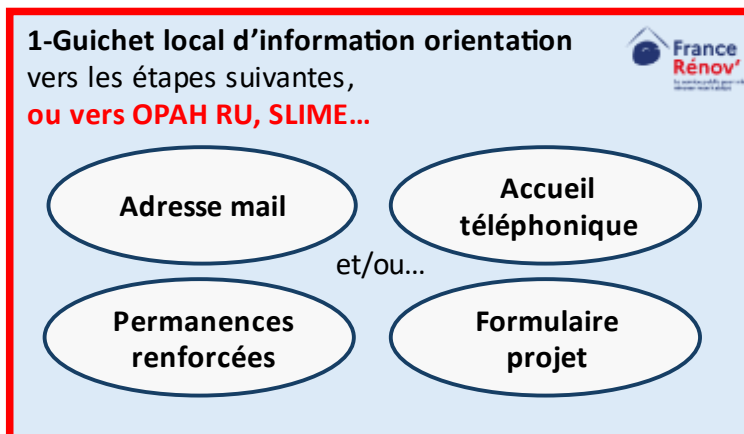 1-Guichet local d’information orientation
vers les étapes suivantes,
ou vers OPAH RU, SLIME...
France
Rénov’
Adresse mail
Accueil
téléphonique
et/ou...
Permanences
renforcées
Formulaire
projet